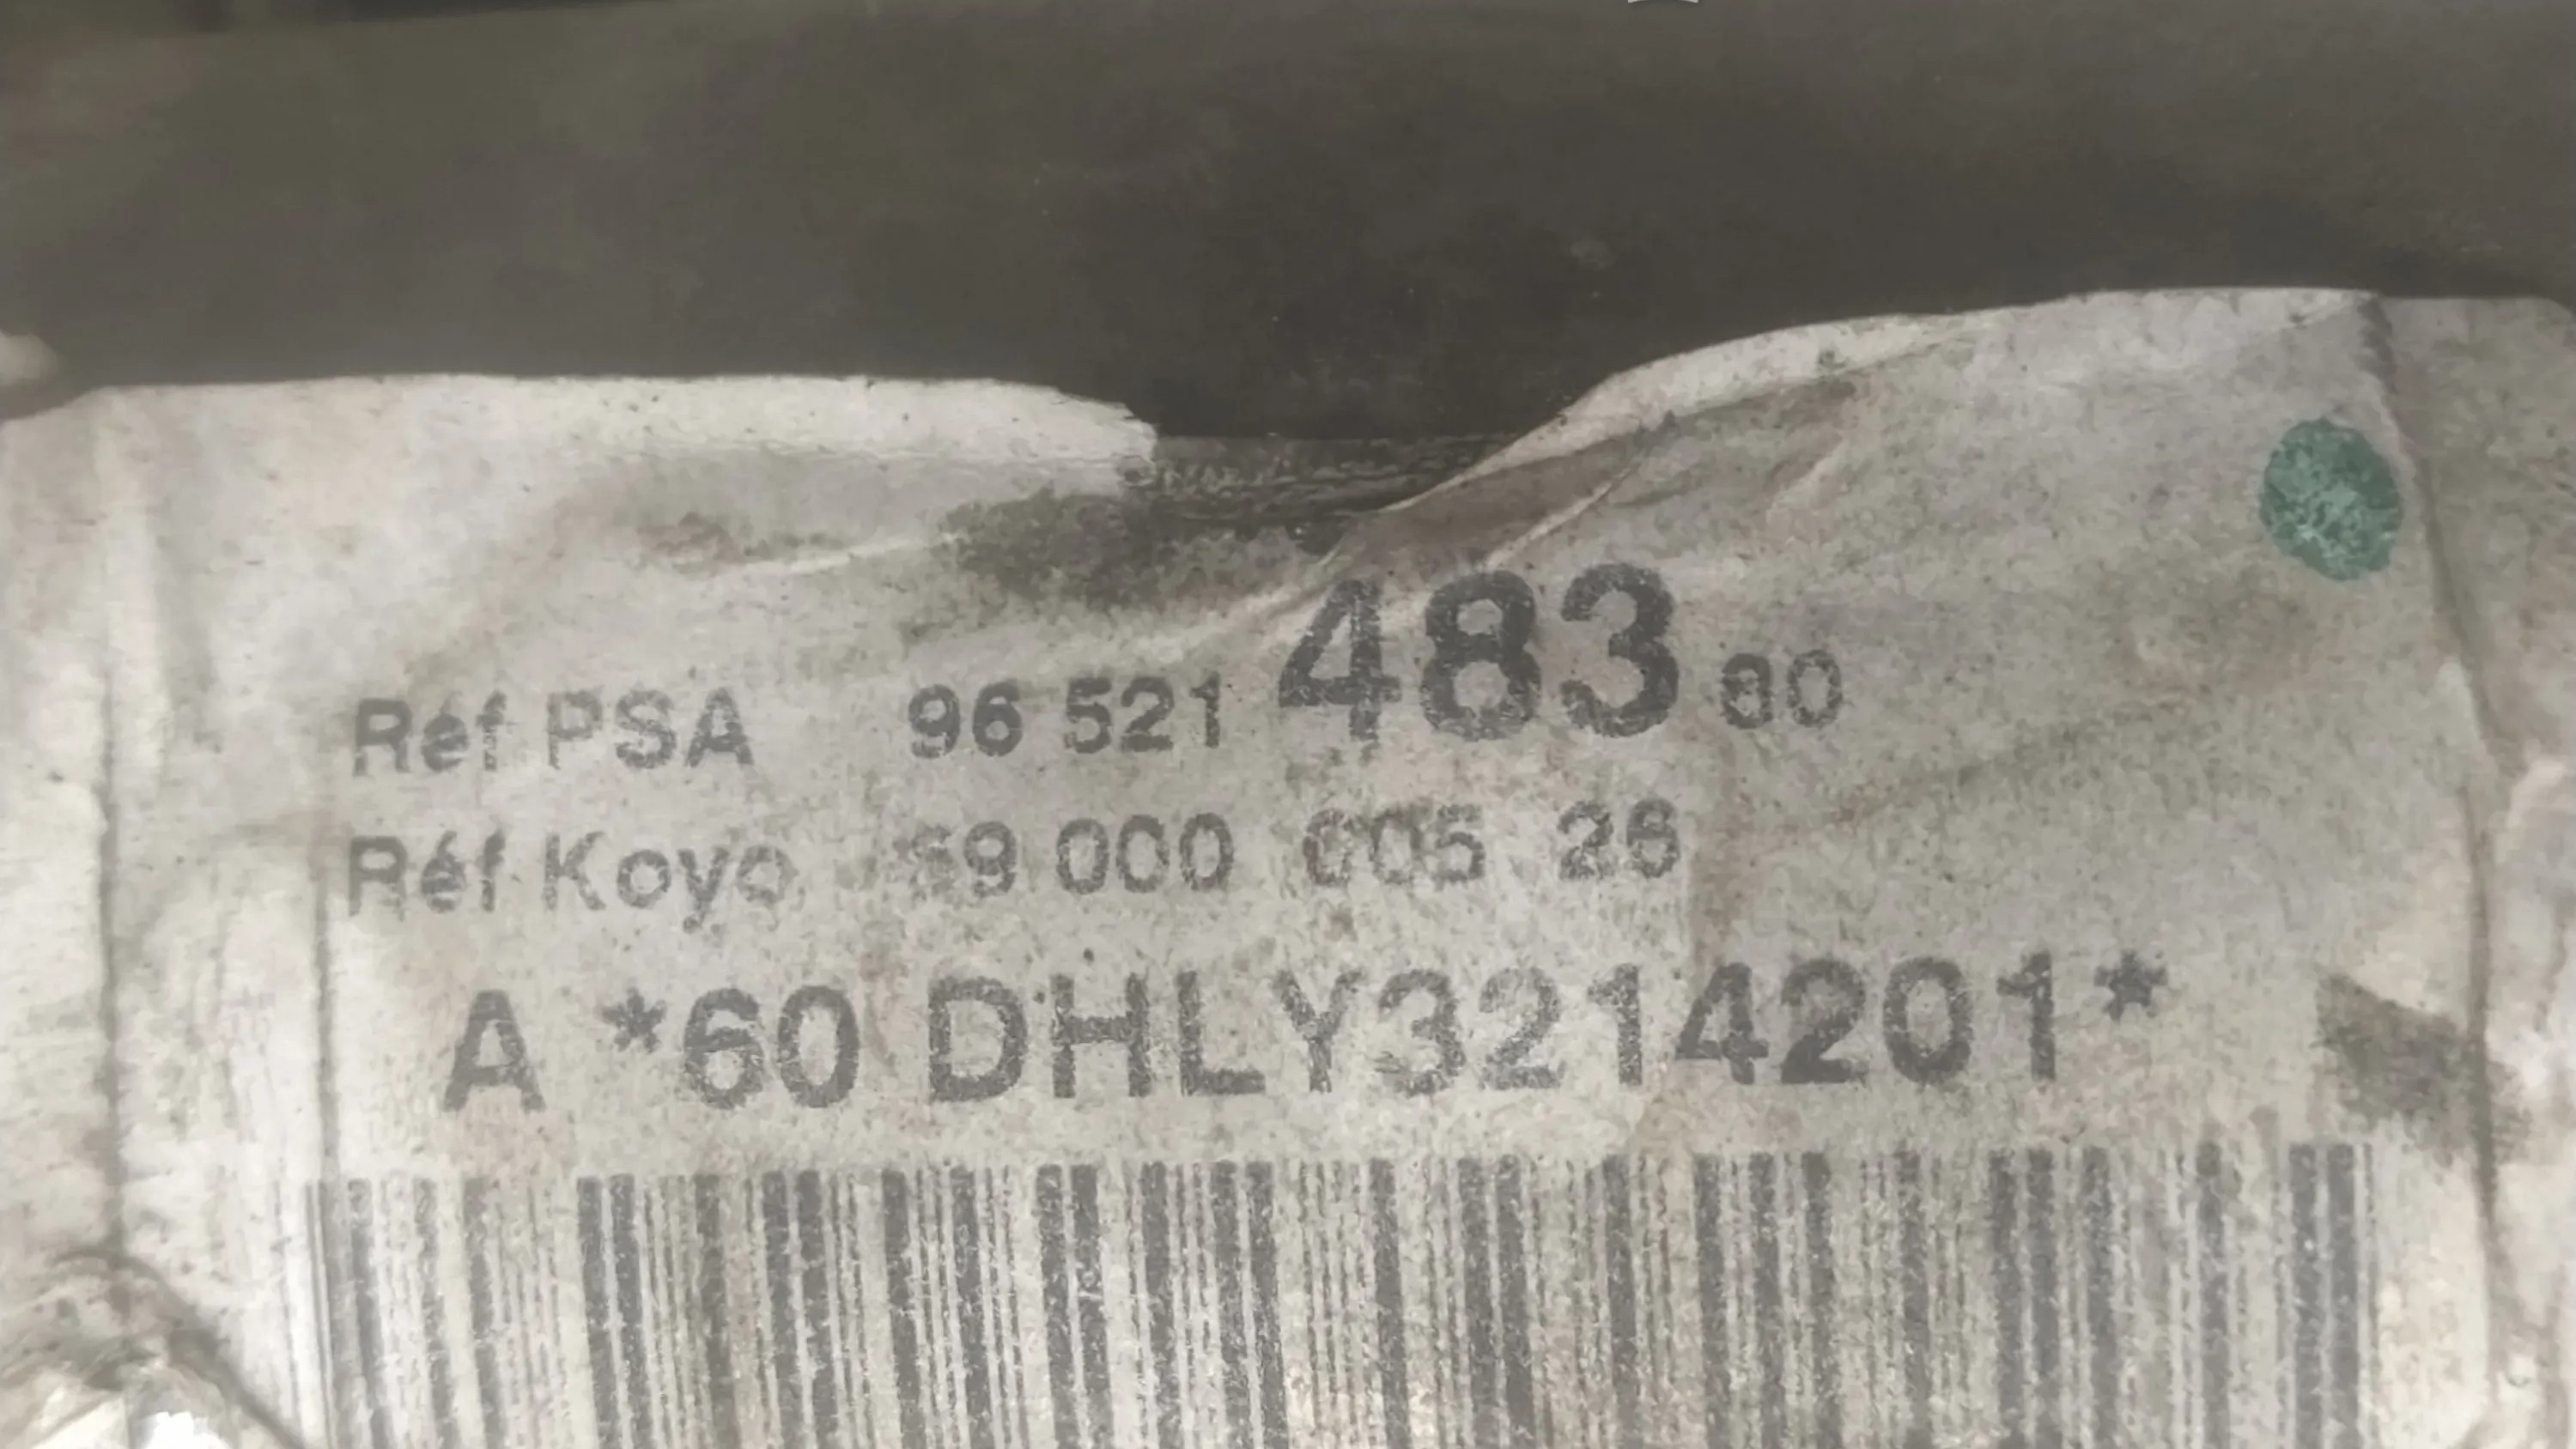 Réf PSA 96 521 483 80
Réf Koyo 69 000 005 26
A *60 DHLY3214201*